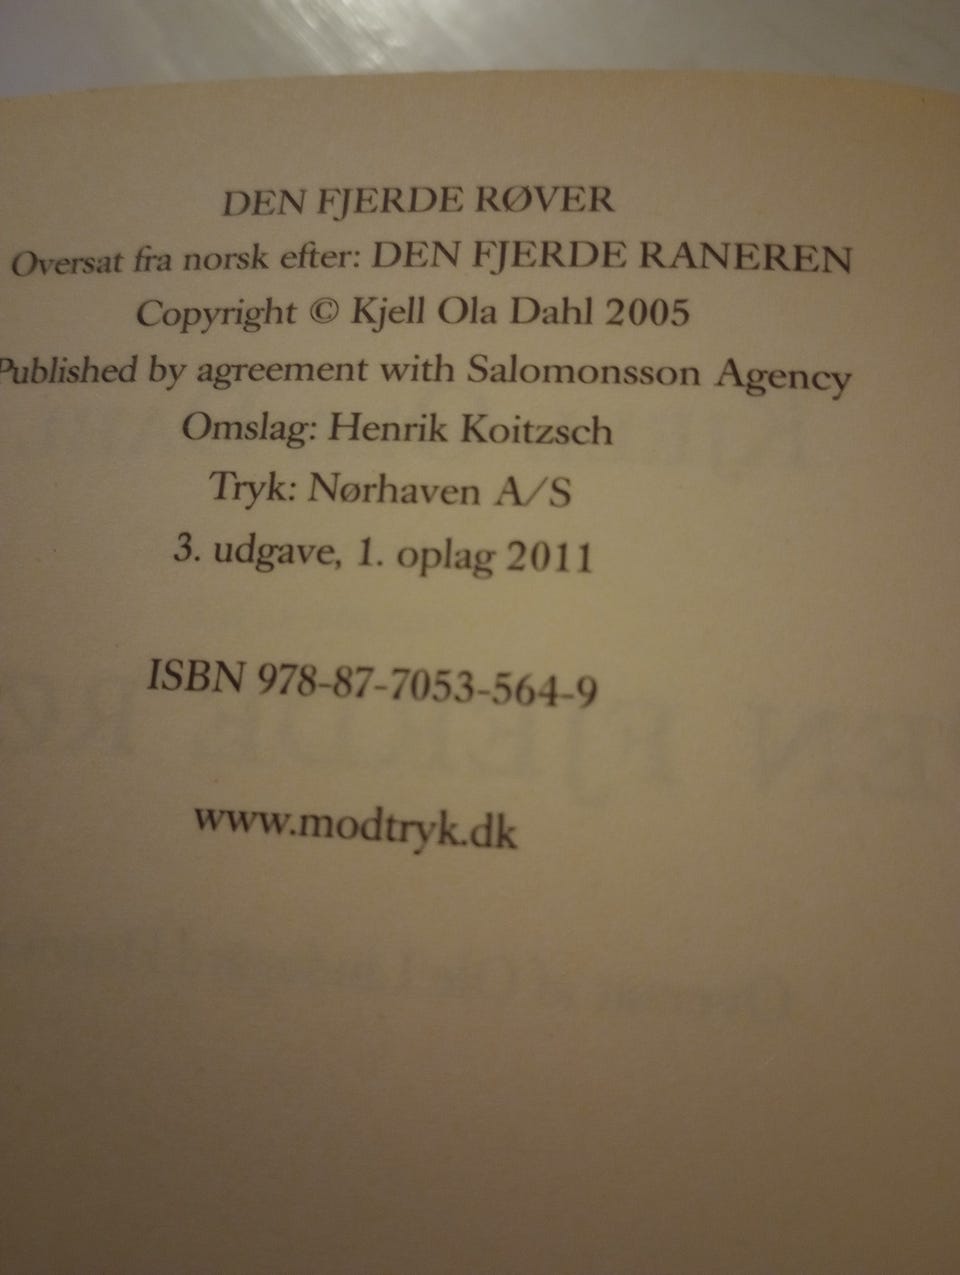 DEN FJERDE RØVER
Oversat fra norsk efter: DEN FJERDE RANEREN
Copyright © Kjell Ola Dahl 2005
Published by agreement with Salomonsson Agency
Omslag: Henrik Koitzsch
Tryk: Nørhaven A/S
3. udgave, 1. oplag 2011
ISBN 978-87-7053-564-9
www.modtryk.dk